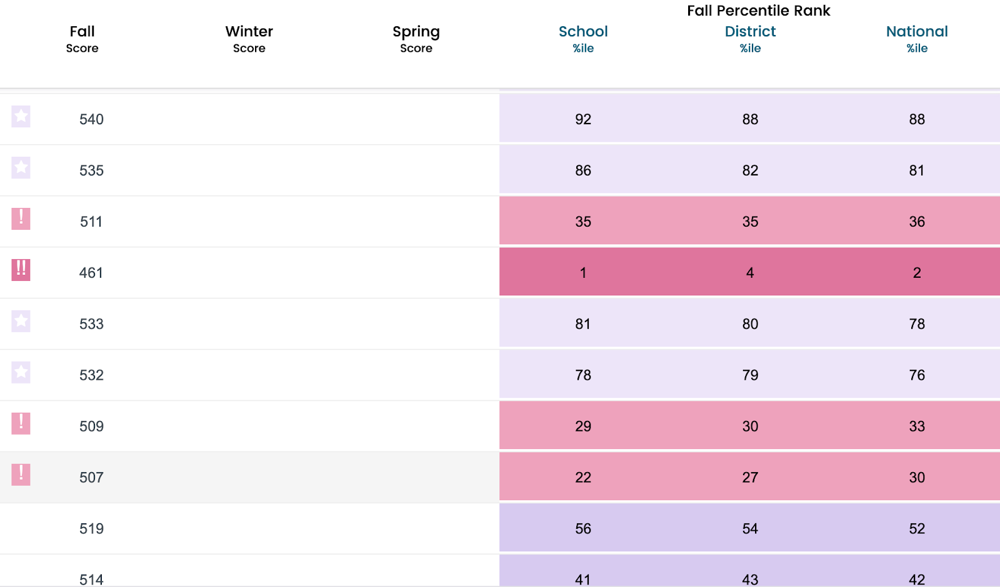 Fall Percentile Rank
Fall Winter Spring School District National
Score Score Score %ile %ile %ile
540 92 88 88
535 86 82 81
! 511 35 35 36
!! 461 1 4 2
533 81 80 78
532 78 79 76
! 509 29 30 33
! 507 22 27 30
519 56 54 52
514 41 43 42